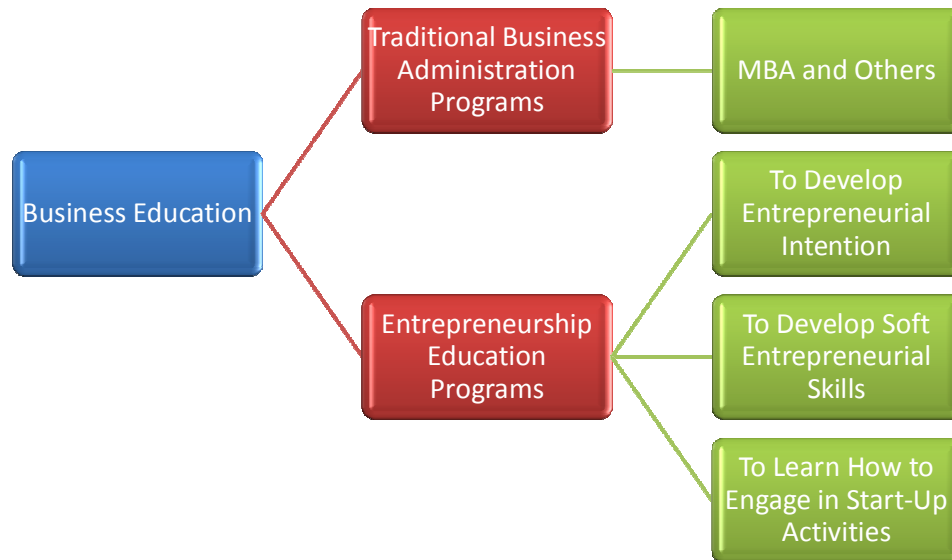 Traditional Business
Administration
Programs
MBA and Others
Business Education
To Develop
Entrepreneurial
Intention
Entrepreneurship
Education
Programs
To Develop Soft
Entrepreneurial
Skills
To Learn How to
Engage in Start-Up
Activities